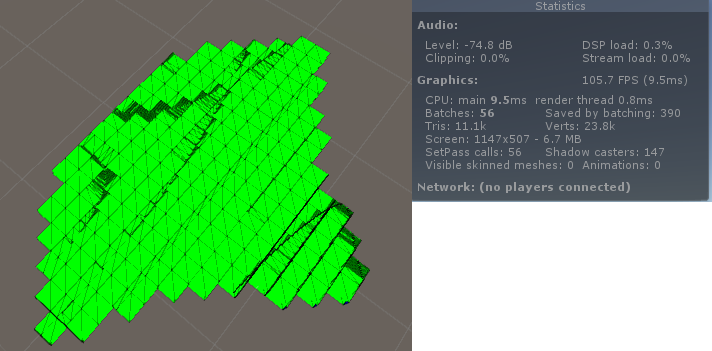 Statistics
Audio:
Level: -74.8 dB DSP load: 0.3%
Clipping: 0.0% Stream load: 0.0%
Graphics: 105.7 FPS (9.5ms)
CPU: main 9.5ms render thread 0.8ms
Batches: 56 Saved by batching: 390
Tris: 11.1k Verts: 23.8k
Screen: 1147x507 - 6.7 MB
SetPass calls: 56 Shadow casters: 147
Visible skinned meshes: 0 Animations: 0
Network: (no players connected)